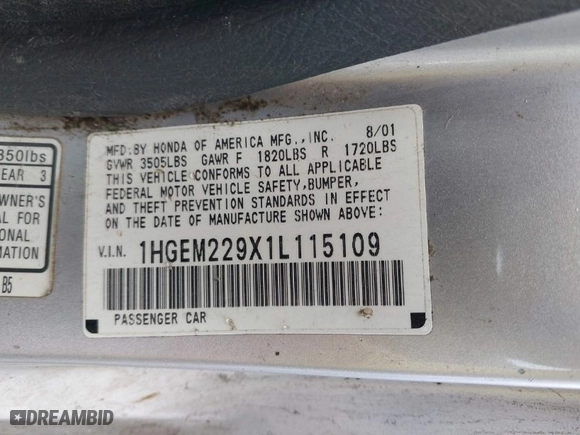 MFD.BY HONDA OF AMERICA MFG.,INC. 8/01
GVWR 3505LBS GAWR F 1820LBS R 1720LBS
THIS VEHICLE CONFORMS TO ALL APPLICABLE
FEDERAL MOTOR VEHICLE SAFETY,BUMPER,
AND THEFT PREVENTION STANDARDS IN EFFECT
ON THE DATE OF MANUFACTURE SHOWN ABOVE:
V.I.N. 1HGEM229X1L115109
PASSENGER CAR
350lbs
EAR 3
WNER'S
AL FOR
ONAL
MATION
B5
DREAMBID